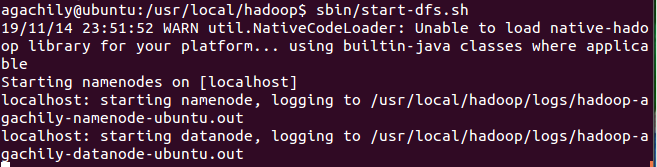 agachily@ubuntu:/usr/local/hadoop$ sbin/start-dfs.sh
19/11/14 23:51:52 WARN util.NativeCodeLoader: Unable to load native-hado
op library for your platform... using builtin-java classes where applica
ble
Starting namenodes on [localhost]
localhost: starting namenode, logging to /usr/local/hadoop/logs/hadoop-a
gachily-namenode-ubuntu.out
localhost: starting datanode, logging to /usr/local/hadoop/logs/hadoop-a
gachily-datanode-ubuntu.out